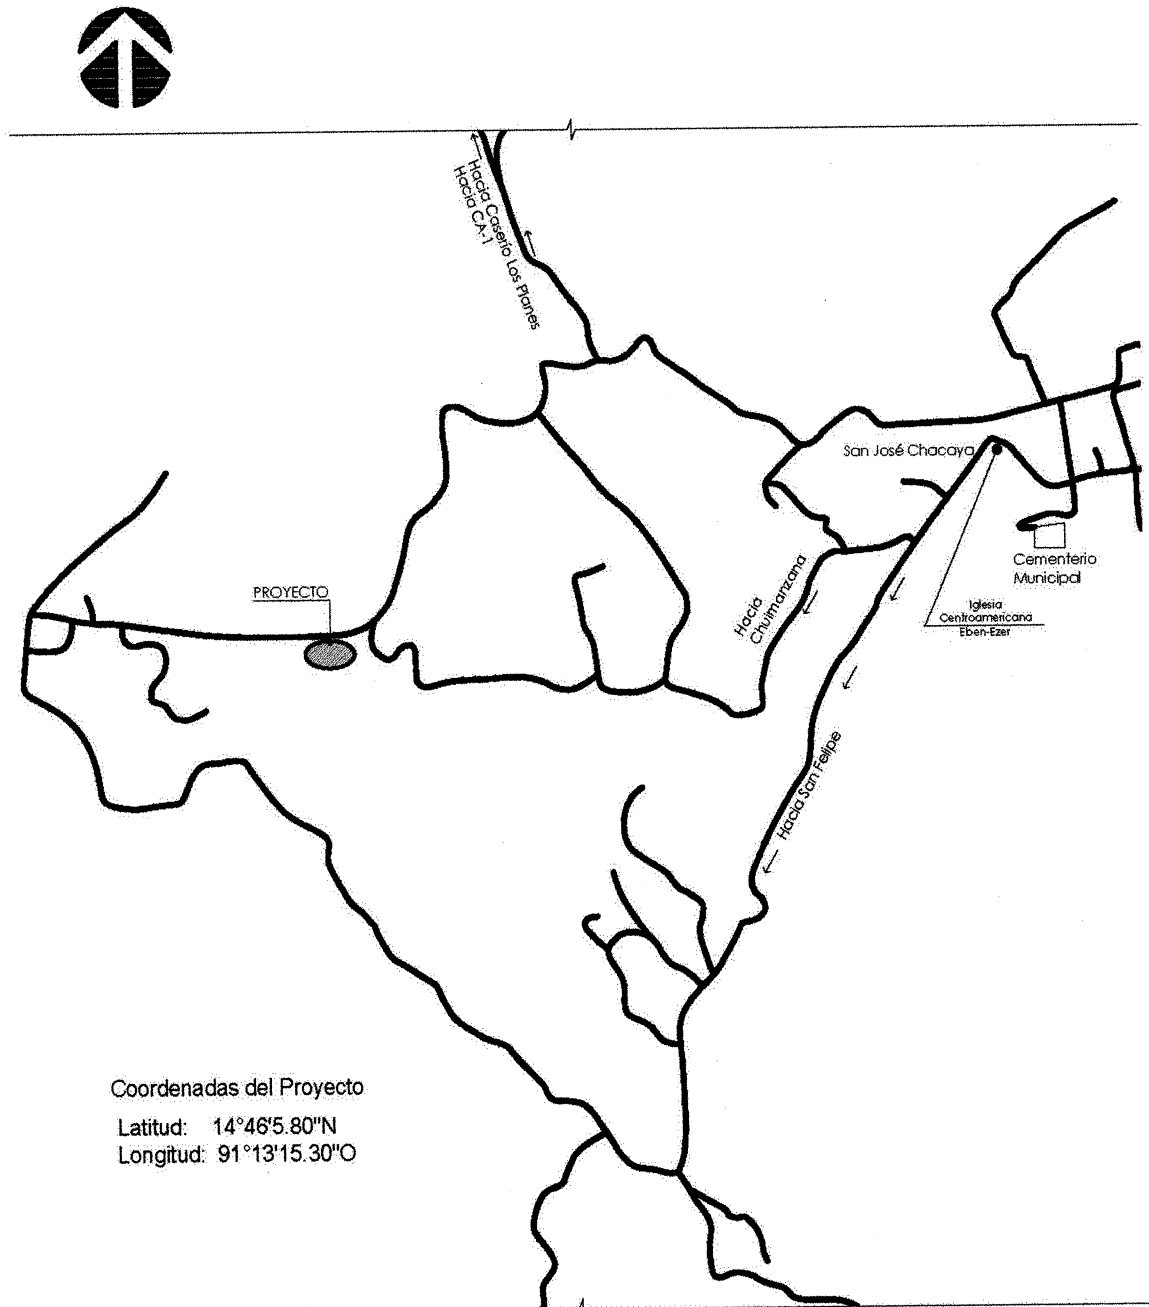 Hacia Caserío Los Planes
Hacia CA-1
San José Chacaya
Cementerio
Municipal
PROYECTO
Hacia
Chuimanzana
Iglesia
Centroamericana
Eben-Ezer
Hacia San Felipe
Coordenadas del Proyecto
Latitud: 14°46'5.80"N
Longitud: 91°13'15.30"O